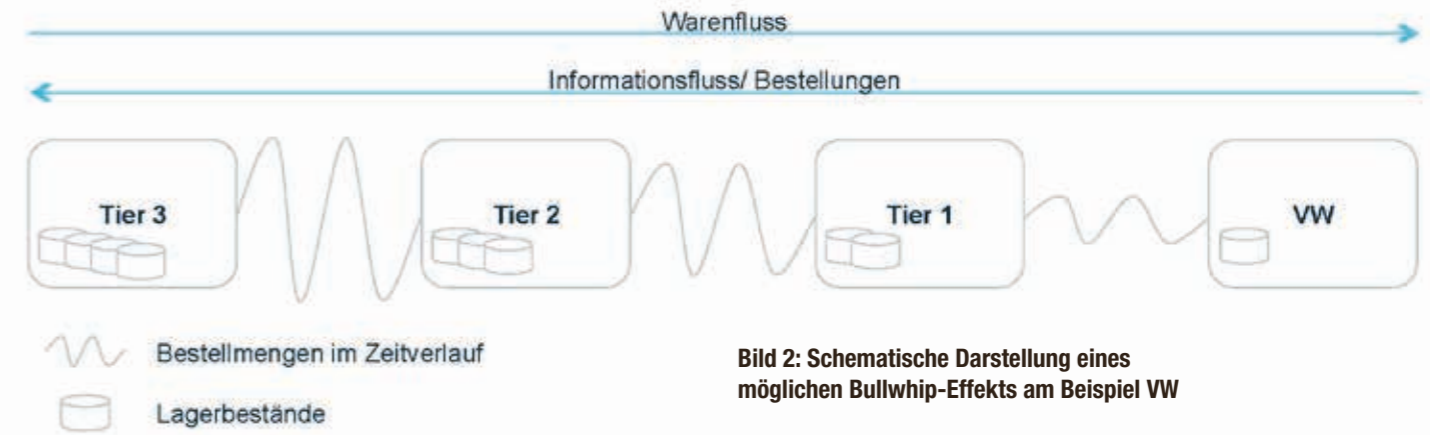 Warenfluss
Informationsfluss/ Bestellungen
Tier 3
Tier 2
Tier 1
VW
Bestellmengen im Zeitverlauf
Lagerbestände
Bild 2: Schematische Darstellung eines
möglichen Bullwhip-Effekts am Beispiel VW